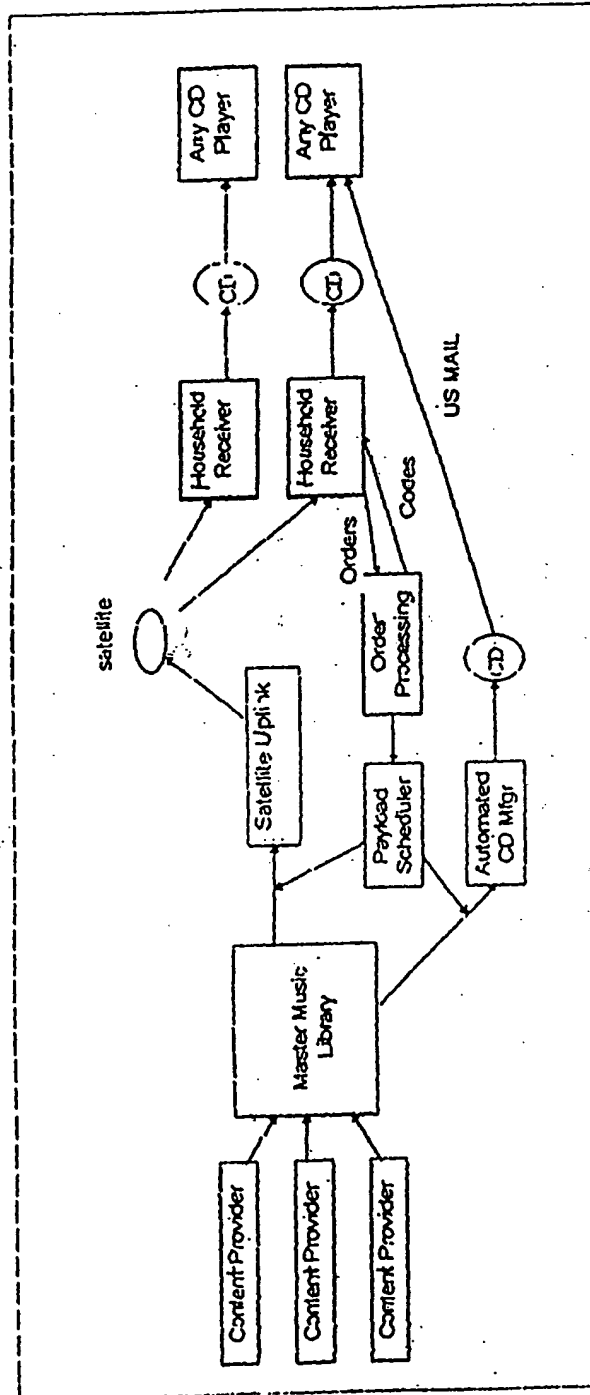 Content Provider
Content Provider
Content Provider
Master Music
Library
Satellite Uplink
satellite
Payload
Scheduler
Order
Processing
Orders
Codes
Automated
CD Mfgr
CD
US MAIL
Household
Receiver
CD
Any CD
Player
Household
Receiver
CD
Any CD
Player